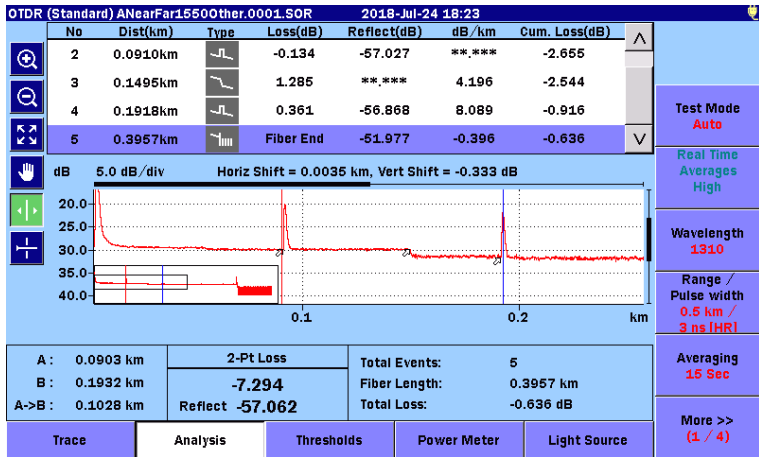 OTDR (Standard) ANearFar1550Other.0001.SOR 2018-Jul-24 18:23
No Dist(km) Type Loss(dB) Reflect(dB) dB/km Cum. Loss(dB)
2 0.0910km -0.134 -57.027 **.*** -2.655
3 0.1495km 1.285 **.*** 4.196 -2.544
4 0.1918km 0.361 -56.868 8.089 -0.916
5 0.3957km Fiber End -51.977 -0.396 -0.636
dB 5.0 dB/div Horiz Shift = 0.0035 km, Vert Shift = -0.333 dB
20.0
25.0
30.0
35.0
40.0
0.1 0.2 km
A: 0.0903 km
B: 0.1932 km
A->B: 0.1028 km
2-Pt Loss
-7.294
Reflect -57.062
Total Events: 5
Fiber Length: 0.3957 km
Total Loss: -0.636 dB
Trace Analysis Thresholds Power Meter Light Source
Test Mode
Auto
Real Time
Averages
High
Wavelength
1310
Range /
Pulse width
0.5 km /
3 ns [HR]
Averaging
15 Sec
More >>
(1 / 4)